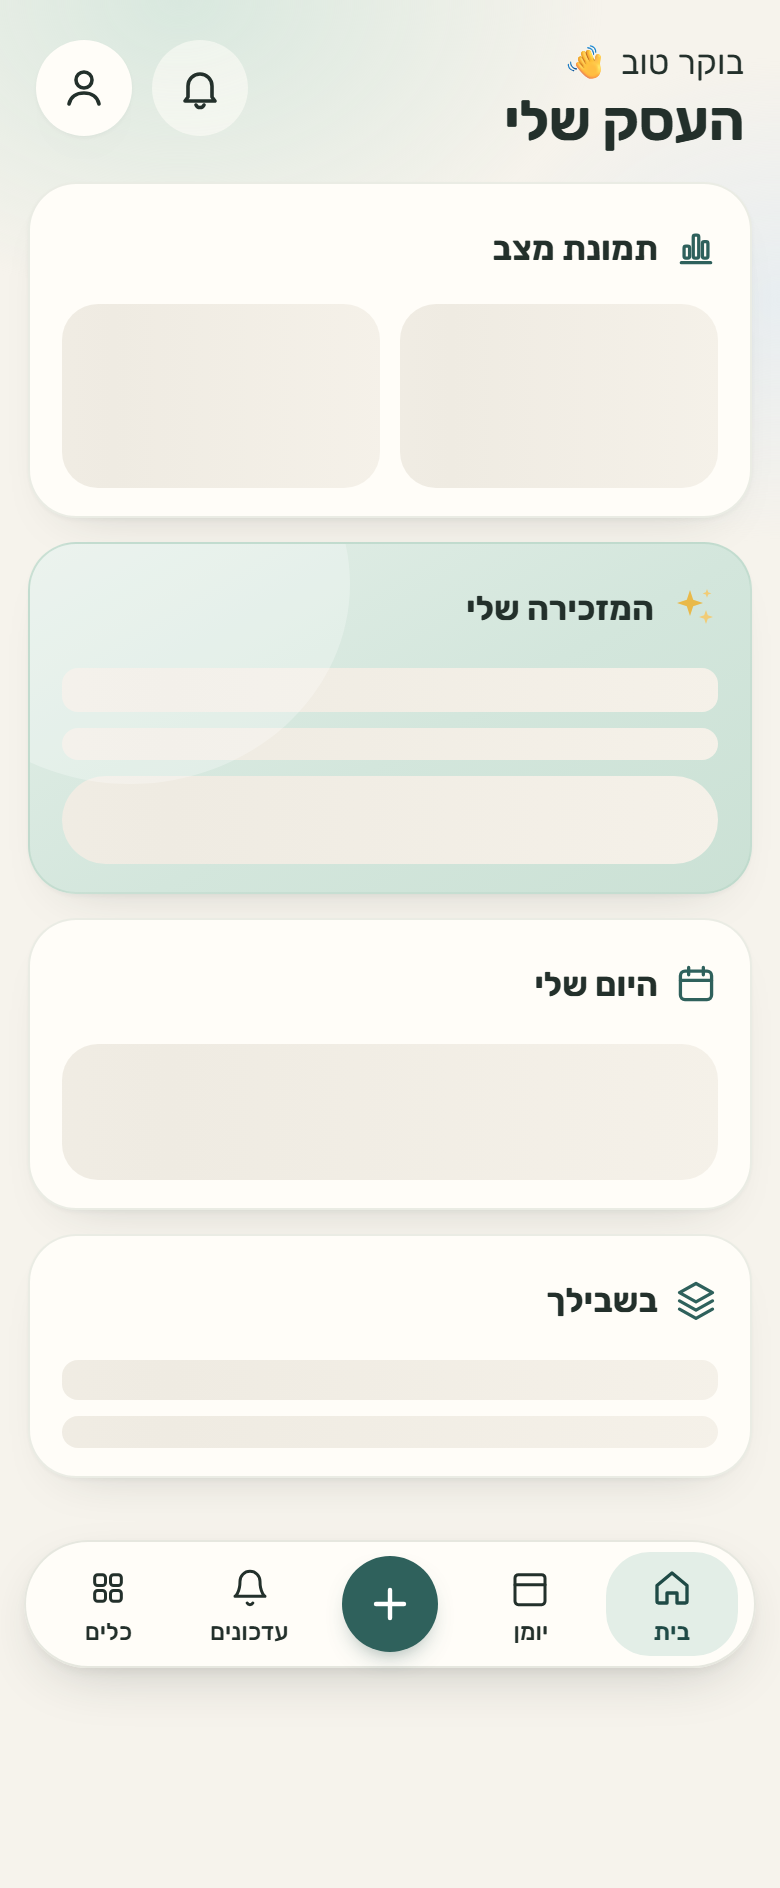 בוקר טוב 👋
העסק שלי
תמונת מצב
המזכירה שלי
היום שלי
בשבילך
בית
יומן
עדכונים
כלים